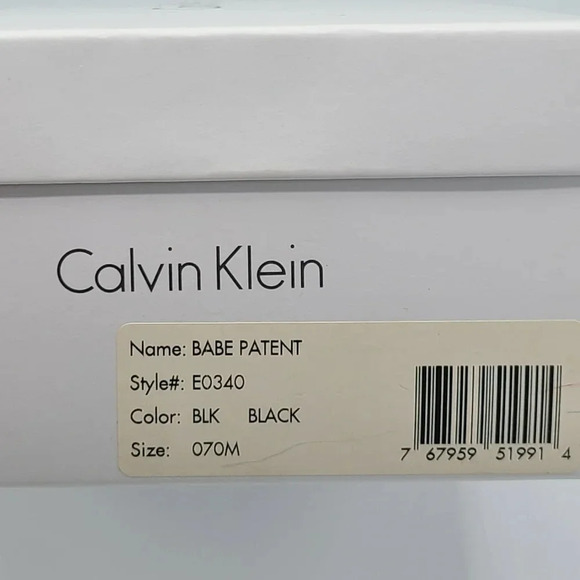 Calvin Klein
Name: BABE PATENT
Style#: E0340
Color: BLK BLACK
Size: 070M
7 67959 51991 4